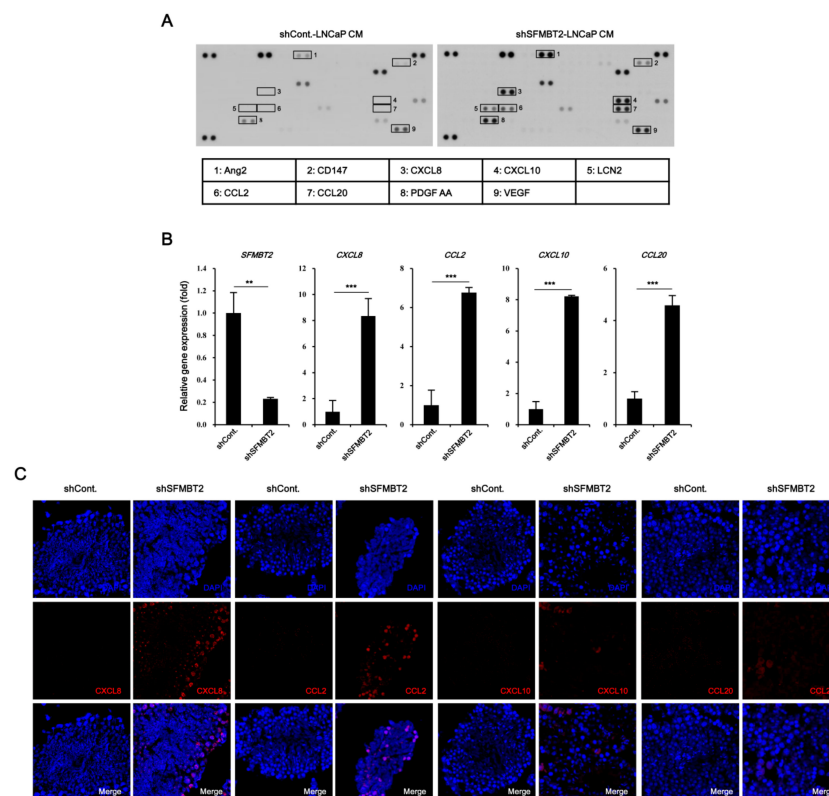 A
shCont.-LNCaP CM shSFMBT2-LNCaP CM
1 2 3 4 5 6 7 8 9
1 2 3 4 5 6 7 8 9
1: Ang2 2: CD147 3: CXCL8 4: CXCL10 5: LCN2
6: CCL2 7: CCL20 8: PDGF AA 9: VEGF
B
Relative gene expression (fold)
SFMBT2
**
1.4
1.2
1.0
0.8
0.6
0.4
0.2
0.0
shCont. shSFMBT2
CXCL8
***
12
10
8
6
4
2
0
shCont. shSFMBT2
CCL2
***
8
6
4
2
0
shCont. shSFMBT2
CXCL10
***
10
8
6
4
2
0
shCont. shSFMBT2
CCL20
***
6
4
2
0
shCont. shSFMBT2
C
shCont. shSFMBT2 shCont. shSFMBT2 shCont. shSFMBT2 shCont. shSFMBT2
DAPI DAPI DAPI DAPI DAPI DAPI DAPI DAPI
CXCL8 CXCL8 CCL2 CCL2 CXCL10 CXCL10 CCL20 CCL2
Merge Merge Merge Merge Merge Merge Merge Merge